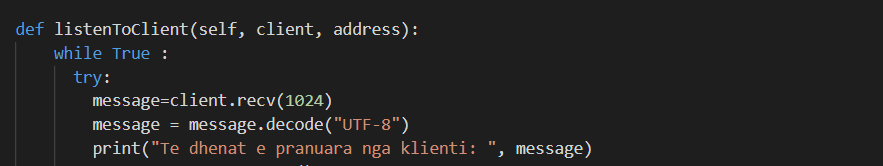 def listenToClient(self, client, address):
while True :
try:
message=client.recv(1024)
message = message.decode("UTF-8")
print("Te dhenat e pranuara nga klienti: ", message)